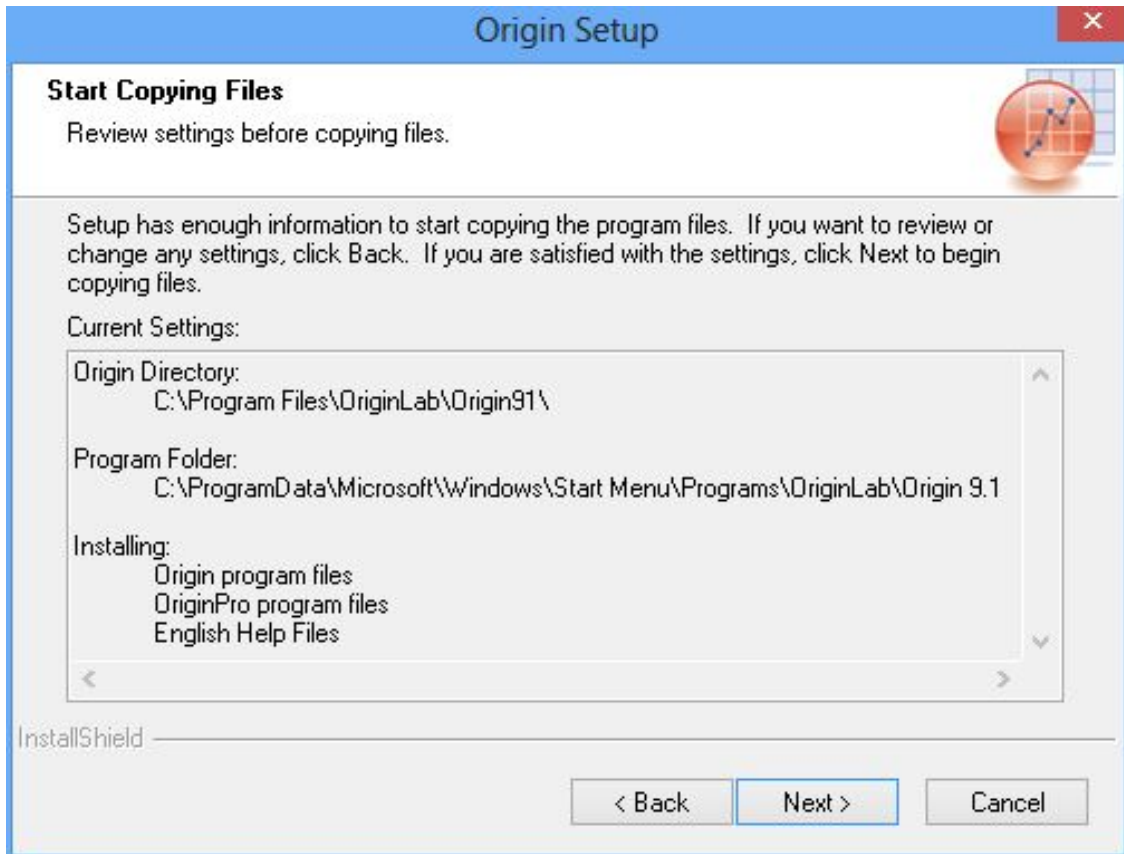 Origin Setup
Start Copying Files
Review settings before copying files.
Setup has enough information to start copying the program files.  If you want to review or
change any settings, click Back.  If you are satisfied with the settings, click Next to begin
copying files.
Current Settings:
Origin Directory:
C:\Program Files\OriginLab\Origin91\
Program Folder:
C:\ProgramData\Microsoft\Windows\Start Menu\Programs\OriginLab\Origin 9.1
Installing:
Origin program files
OriginPro program files
English Help Files
InstallShield
< Back
Next >
Cancel